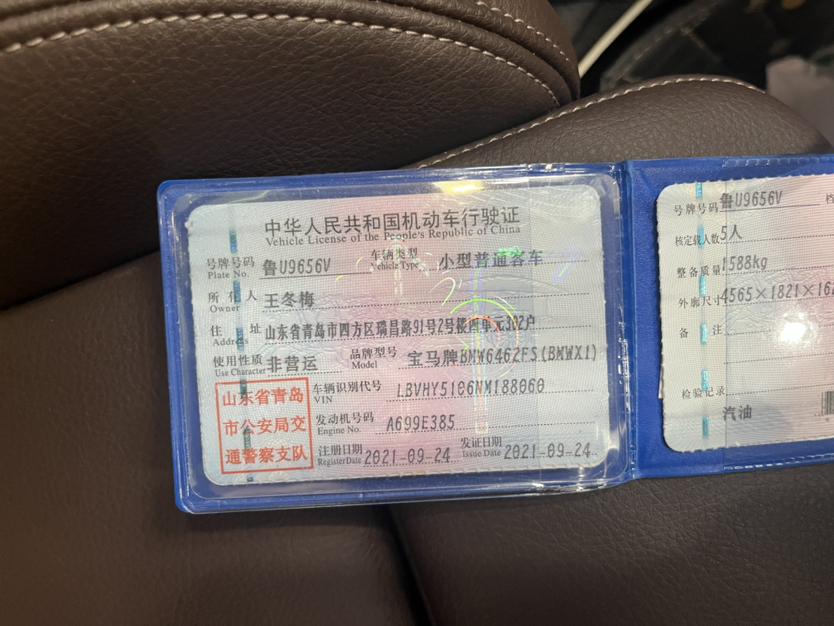 中华人民共和国机动车行驶证
Vehicle License of the People's Republic of China
号牌号码 鲁U9656V 车辆类型 小型普通客车
Plate No. Vehicle Type
所有人 王冬梅
Owner
住址 山东省青岛市四方区瑞昌路91号2号楼四单元302户
Address
使用性质 非营运 品牌型号 宝马牌BMW6462FS(BMWX1)
Use Character Model
山东省青岛
市公安局交
通警察支队
车辆识别代号 LBVHY5106NM188060
VIN
发动机号码 A699E385
Engine No.
注册日期 2021-09-24 发证日期 2021-09-24
Register Date Issue Date
号牌号码 鲁U9656V 档
核定载人数 5人
整备质量 1588kg
外廓尺寸 4565×1821×162
备注
检验记录
汽油